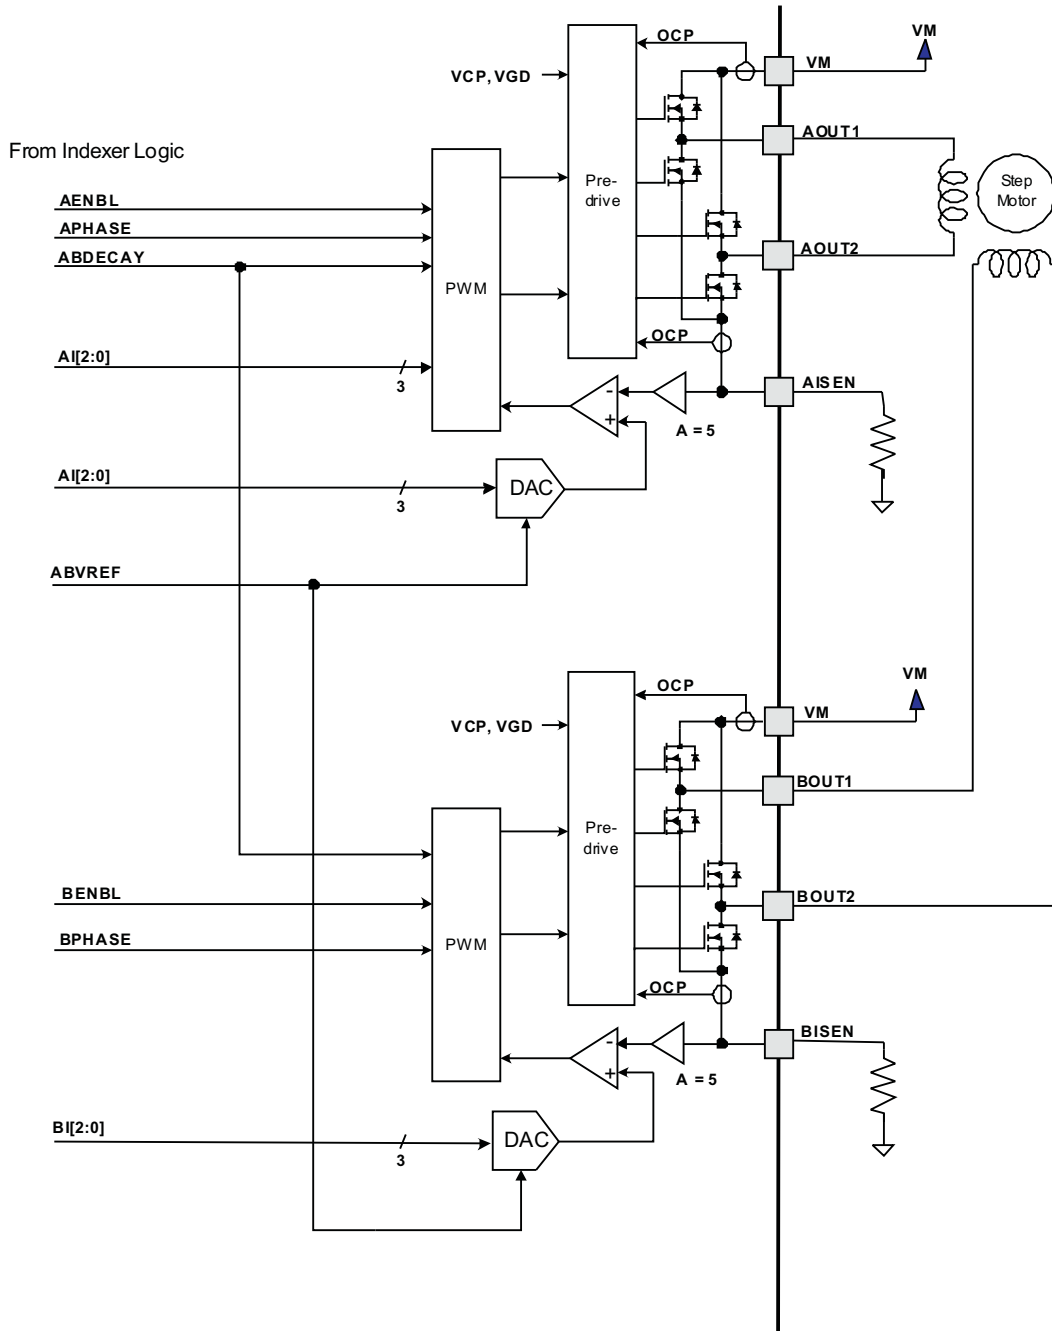 OCP
VM
VCP, VGD
VM
AOUT1
From Indexer Logic
Pre-
drive
Step
Motor
AENBL
APHASE
ABDECAY
AOUT2
PWM
OCP
AI[2:0]
3
AISEN
-
+
A = 5
AI[2:0]
3
DAC
ABVREF
OCP
VM
VCP, VGD
VM
BOUT1
Pre-
drive
BENBL
BOUT2
BPHASE
PWM
OCP
BISEN
-
+
A = 5
BI[2:0]
3
DAC